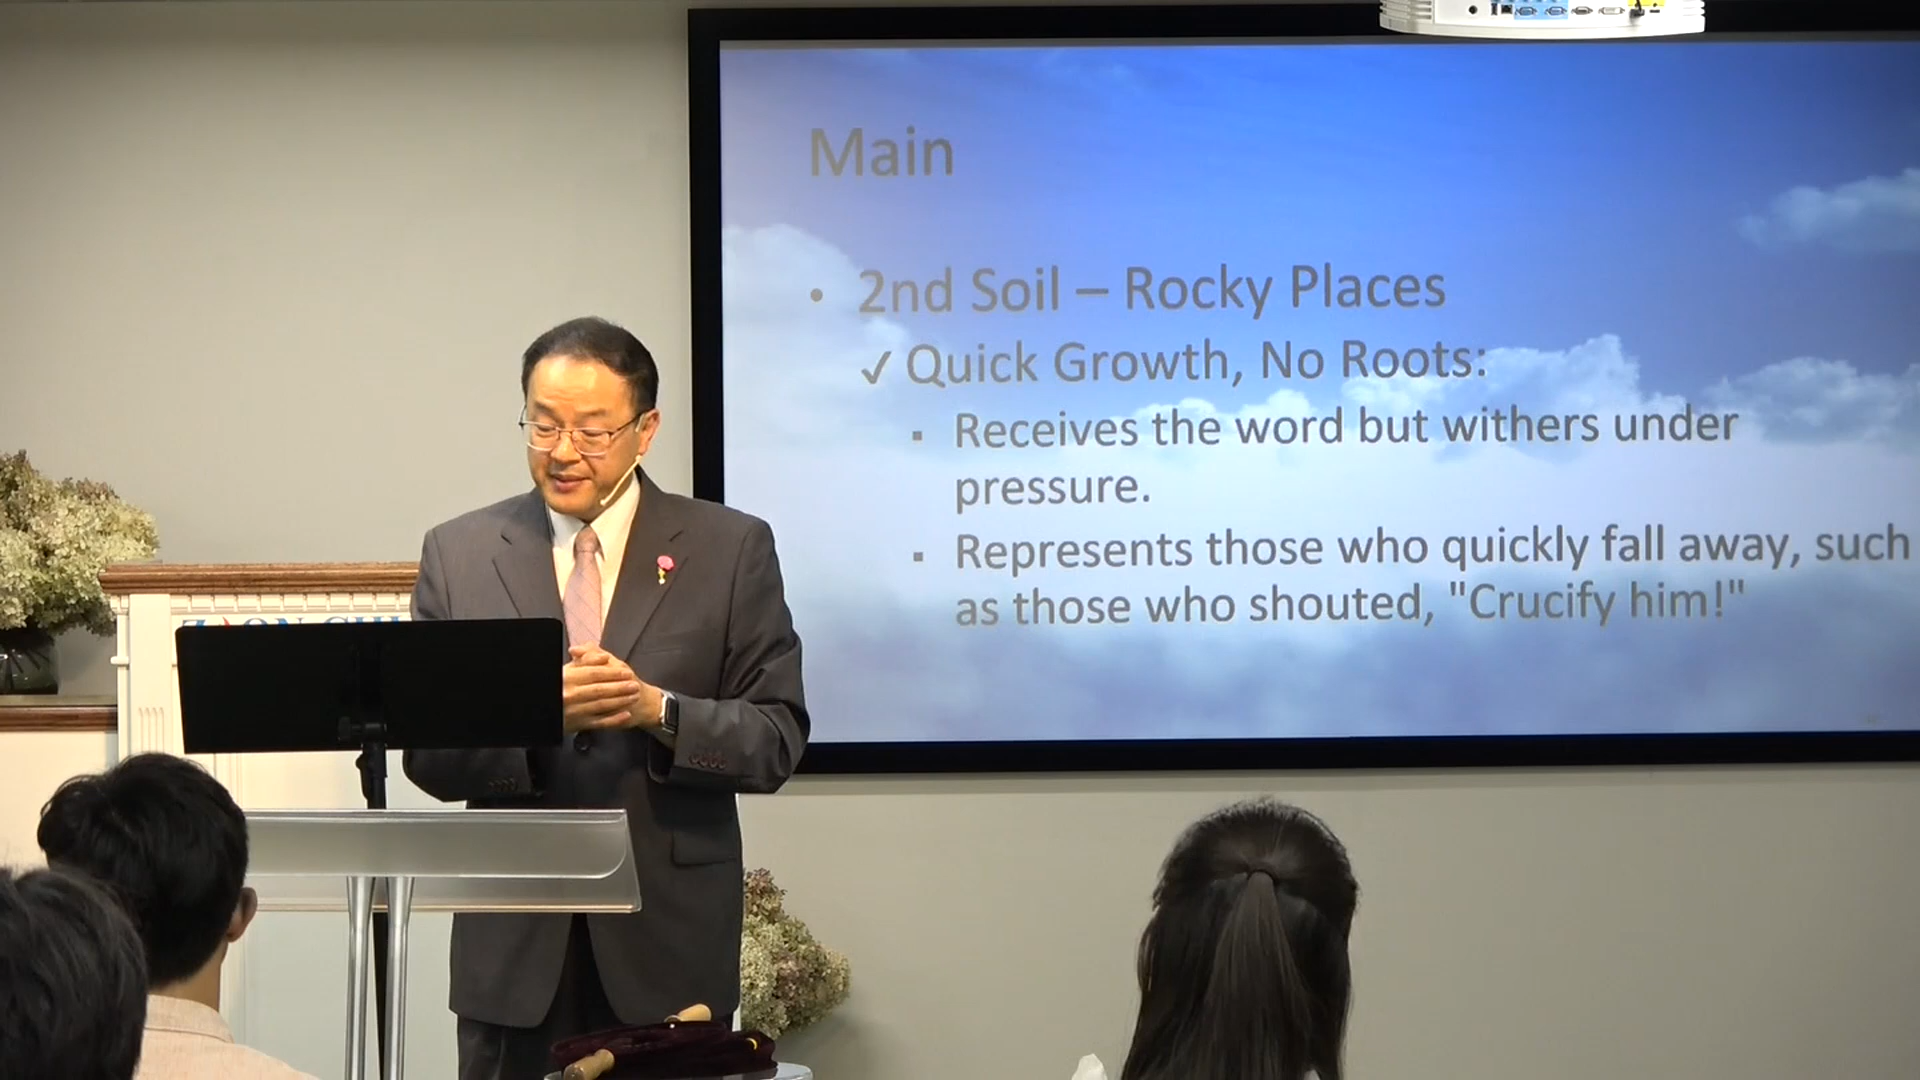 Main
• 2nd Soil – Rocky Places
✓ Quick Growth, No Roots:
▪ Receives the word but withers under
pressure.
▪ Represents those who quickly fall away, such
as those who shouted, "Crucify him!"